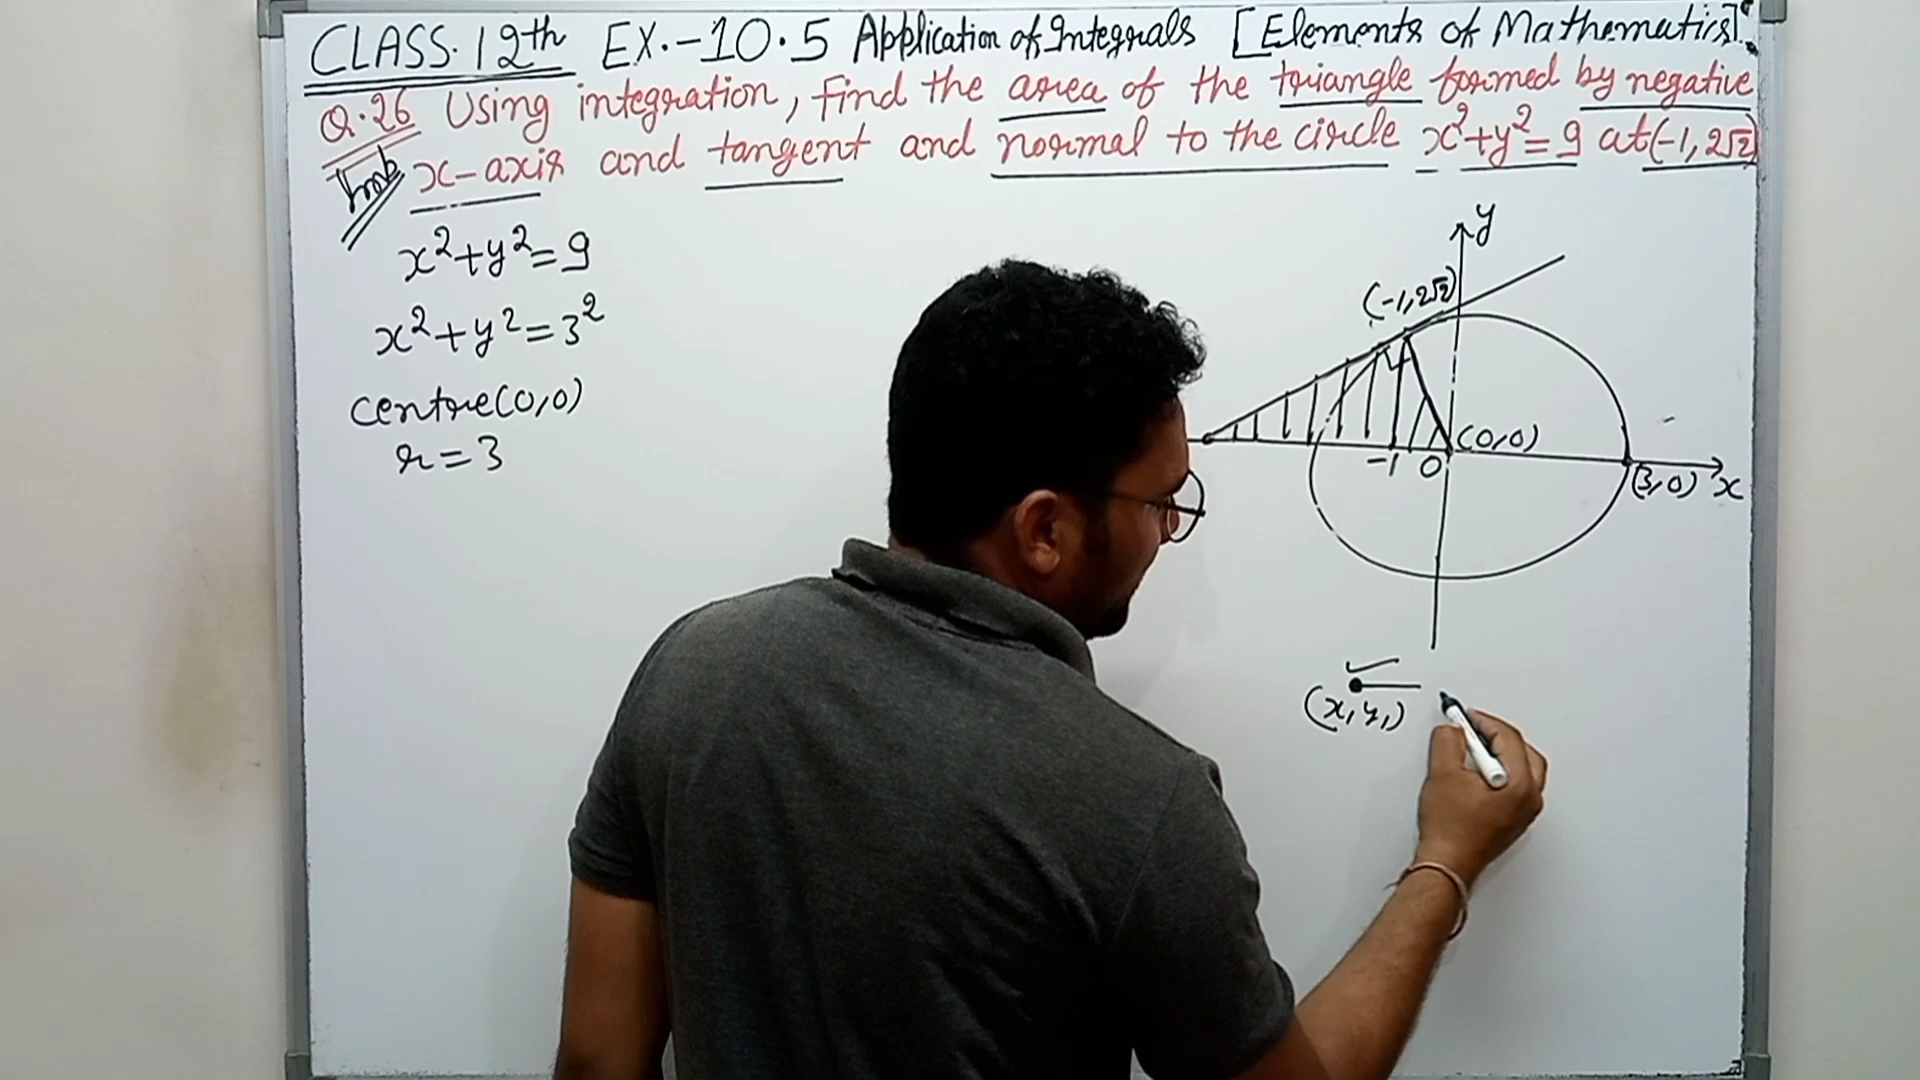 CLASS. 12th EX.-10.5 Application of Integrals [Elements of Mathematics]
Q.26 Using integration, find the area of the triangle formed by negative
Imp x-axis and tangent and normal to the circle x²+y²=9 at(-1, 2√2)
x²+y²=9
x²+y²=3²
centre(0,0)
r=3
y
(-1,2√2)
(0,0)
-1 0
(3,0) x
(x₁ y₁)